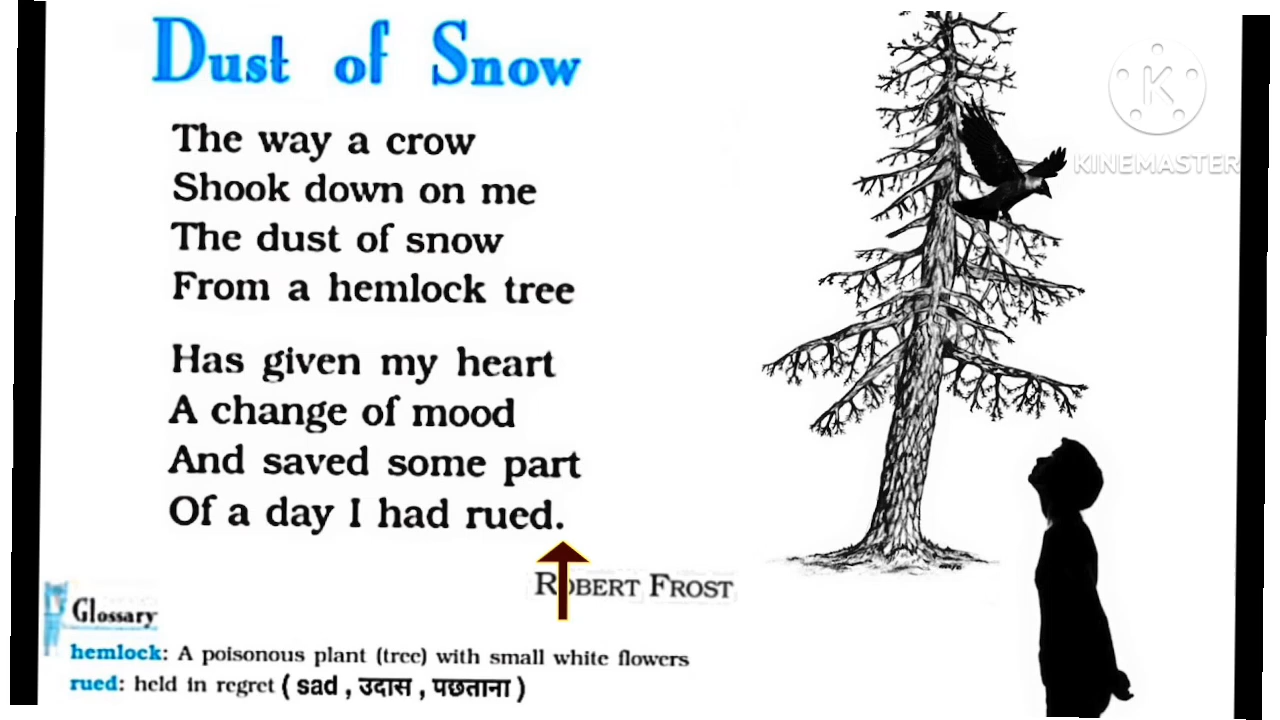 Dust of Snow
The way a crow
Shook down on me
The dust of snow
From a hemlock tree
Has given my heart
A change of mood
And saved some part
Of a day I had rued.
ROBERT FROST
Glossary
hemlock: A poisonous plant (tree) with small white flowers
rued: held in regret ( sad , उदास , पछताना )
K
KINEMASTER